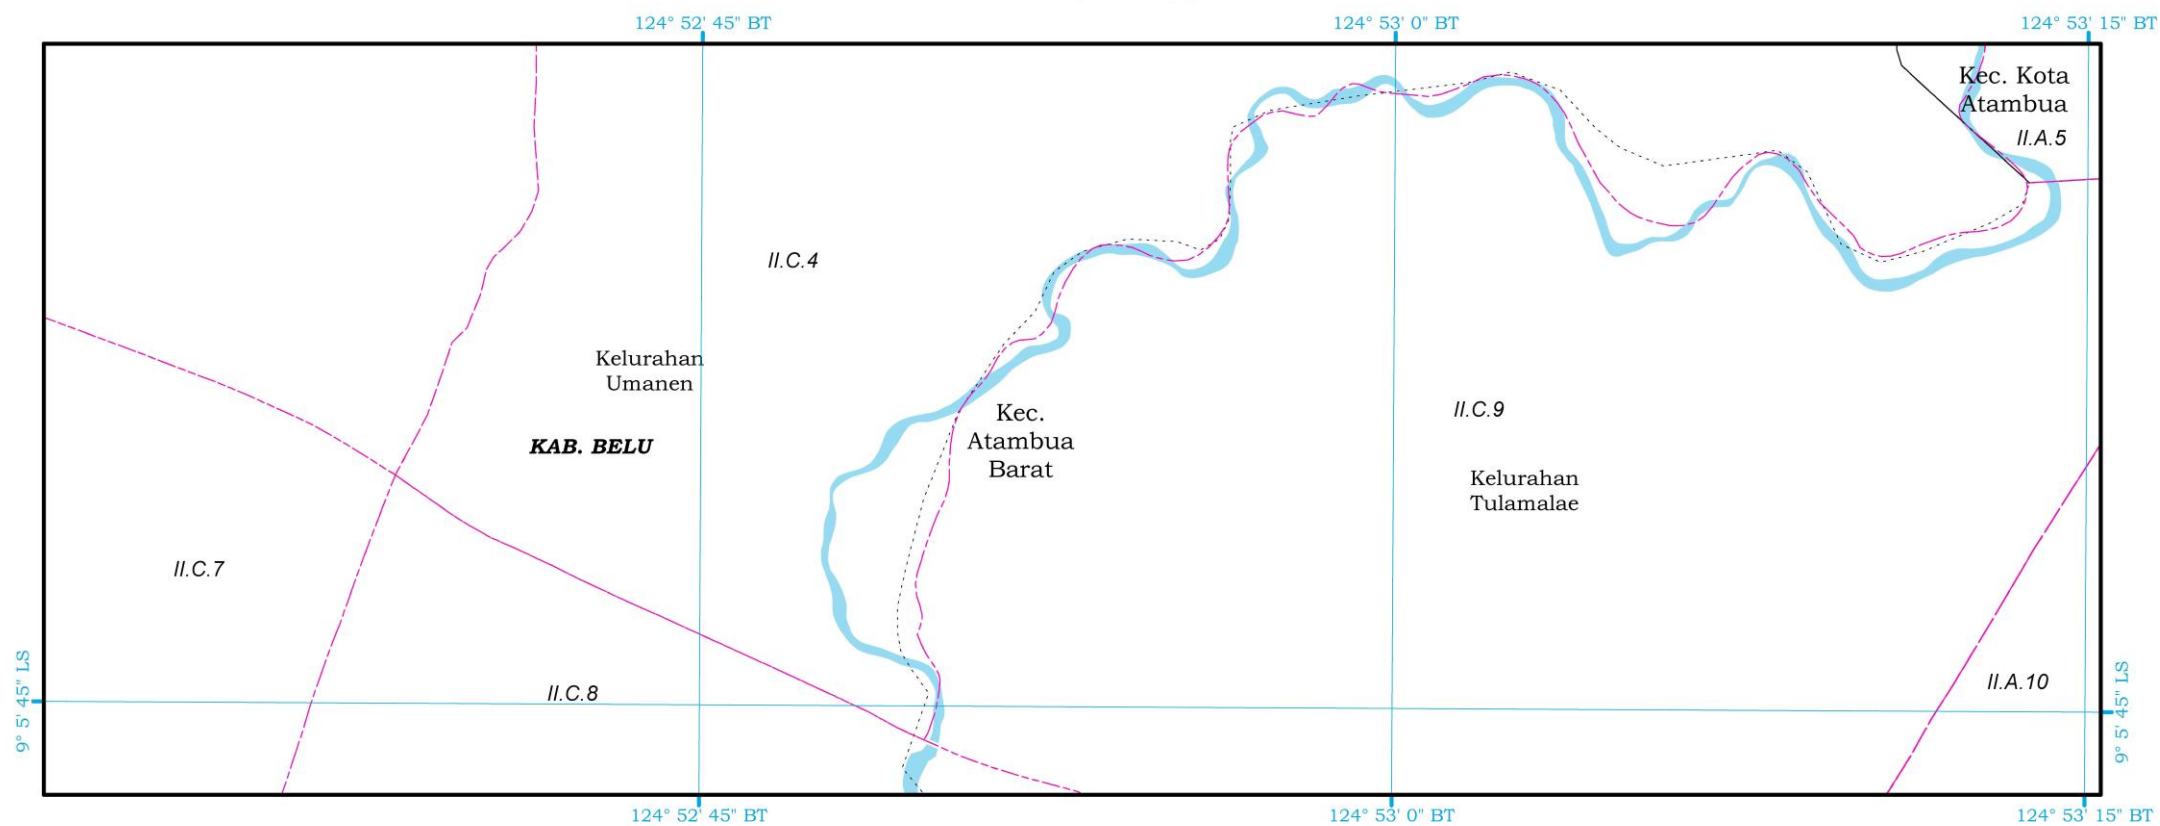 124° 52' 45" BT
124° 53' 0" BT
124° 53' 15" BT
Kec. Kota
Atambua
II.A.5
II.C.4
Kelurahan
Umanen
KAB. BELU
Kec.
Atambua
Barat
II.C.9
Kelurahan
Tulamalae
II.C.7
II.C.8
II.A.10
9° 5' 45" LS
9° 5' 45" LS
124° 52' 45" BT
124° 53' 0" BT
124° 53' 15" BT